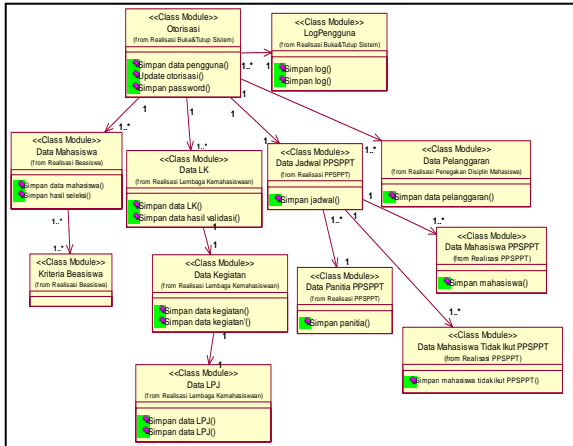 <<Class Module>>
Otorisasi
(from Realisasi Buka&Tutup Sistem)
Simpan data pengguna()
Update otorisasi()
Simpan password()
<<Class Module>>
LogPengguna
(from Realisasi Buka&Tutup Sistem)
Simpan log()
Simpan log()
1
1..*
1
1
1
1
1
1..*
1..*
1
1..*
<<Class Module>>
Data Mahasiswa
(from Realisasi Beasiswa)
Simpan data mahasiswa()
Simpan hasil seleksi()
<<Class Module>>
Data LK
(from Realisasi Lembaga Kemahasiswaan)
Simpan data LK()
Simpan data hasil validasi()
<<Class Module>>
Data Jadwal PPSPPT
(from Realisasi PPSPPT)
Simpan jadwal()
<<Class Module>>
Data Pelanggaran
(from Realisasi Penegakan Disiplin Mahasiswa)
Simpan data pelanggaran()
1..*
1..*
1
1
1
1
1
1
1..*
1
1..*
<<Class Module>>
Kriteria Beasiswa
(from Realisasi Beasiswa)
<<Class Module>>
Data Kegiatan
(from Realisasi Lembaga Kemahasiswaan)
Simpan data kegiatan()
Simpan data kegiatan'()
<<Class Module>>
Data Panitia PPSPPT
(from Realisasi PPSPPT)
Simpan panitia()
<<Class Module>>
Data Mahasiswa PPSPPT
(from Realisasi PPSPPT)
Simpan mahasiswa()
1
1
1..*
<<Class Module>>
Data LPJ
(from Realisasi Lembaga Kemahasiswaan)
Simpan data LPJ()
Simpan data LPJ()
<<Class Module>>
Data Mahasiswa Tidak Ikut PPSPPT
(from Realisasi PPSPPT)
Simpan mahasiswa tidak ikut PPSPPT()